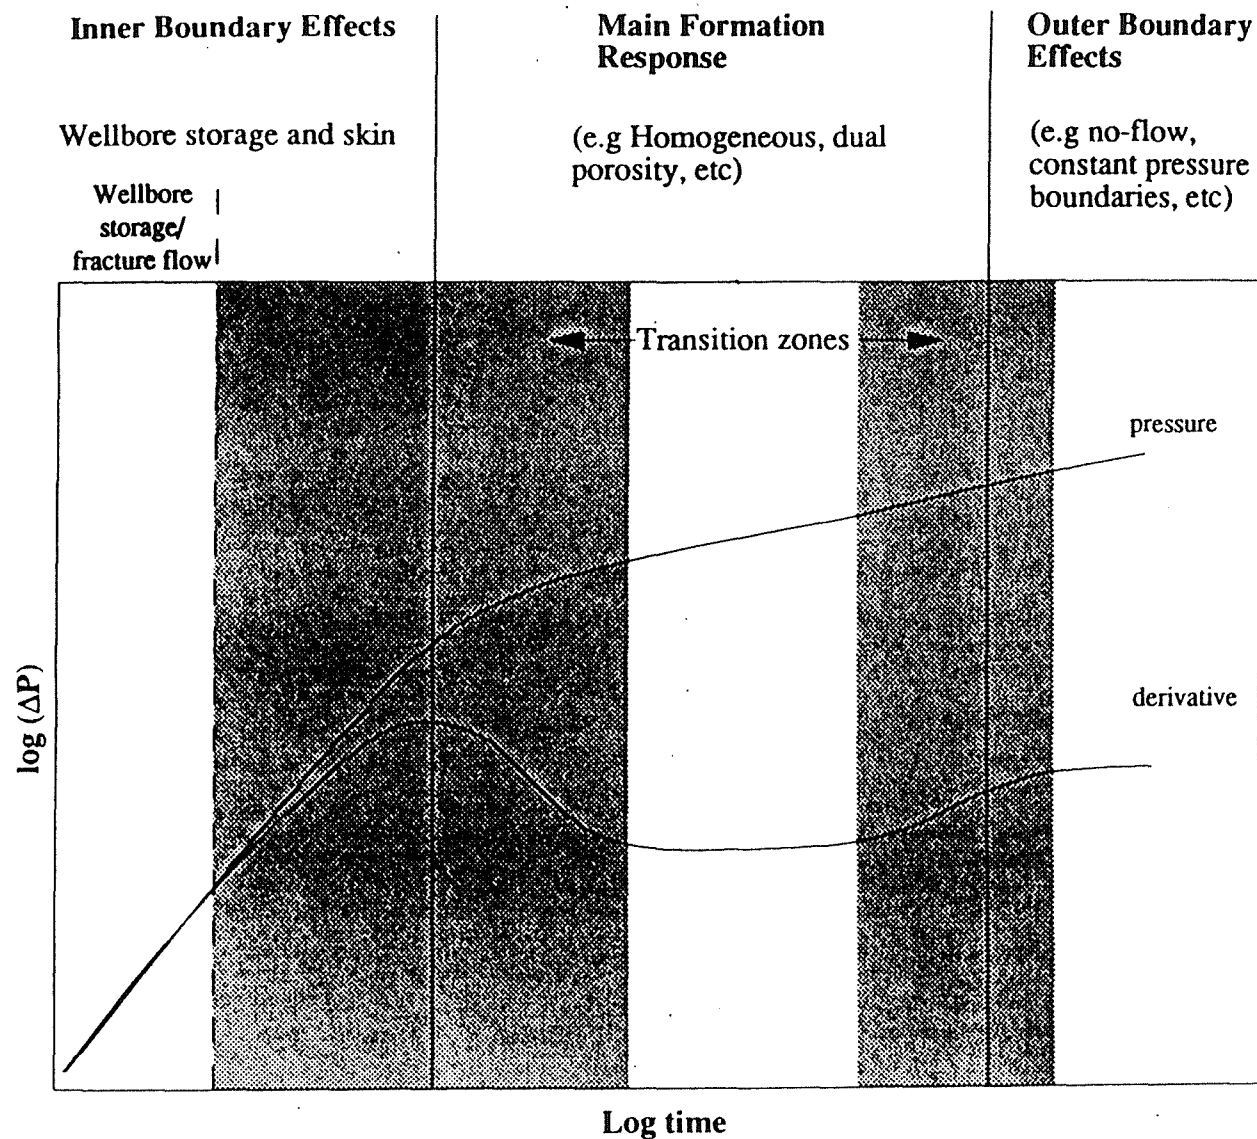 Inner Boundary Effects
Main Formation
Response
Outer Boundary
Effects
Wellbore storage and skin
(e.g Homogeneous, dual
porosity, etc)
(e.g no-flow,
constant pressure
boundaries, etc)
Wellbore
storage/
fracture flow
Transition zones
pressure
derivative
log (ΔP)
Log time